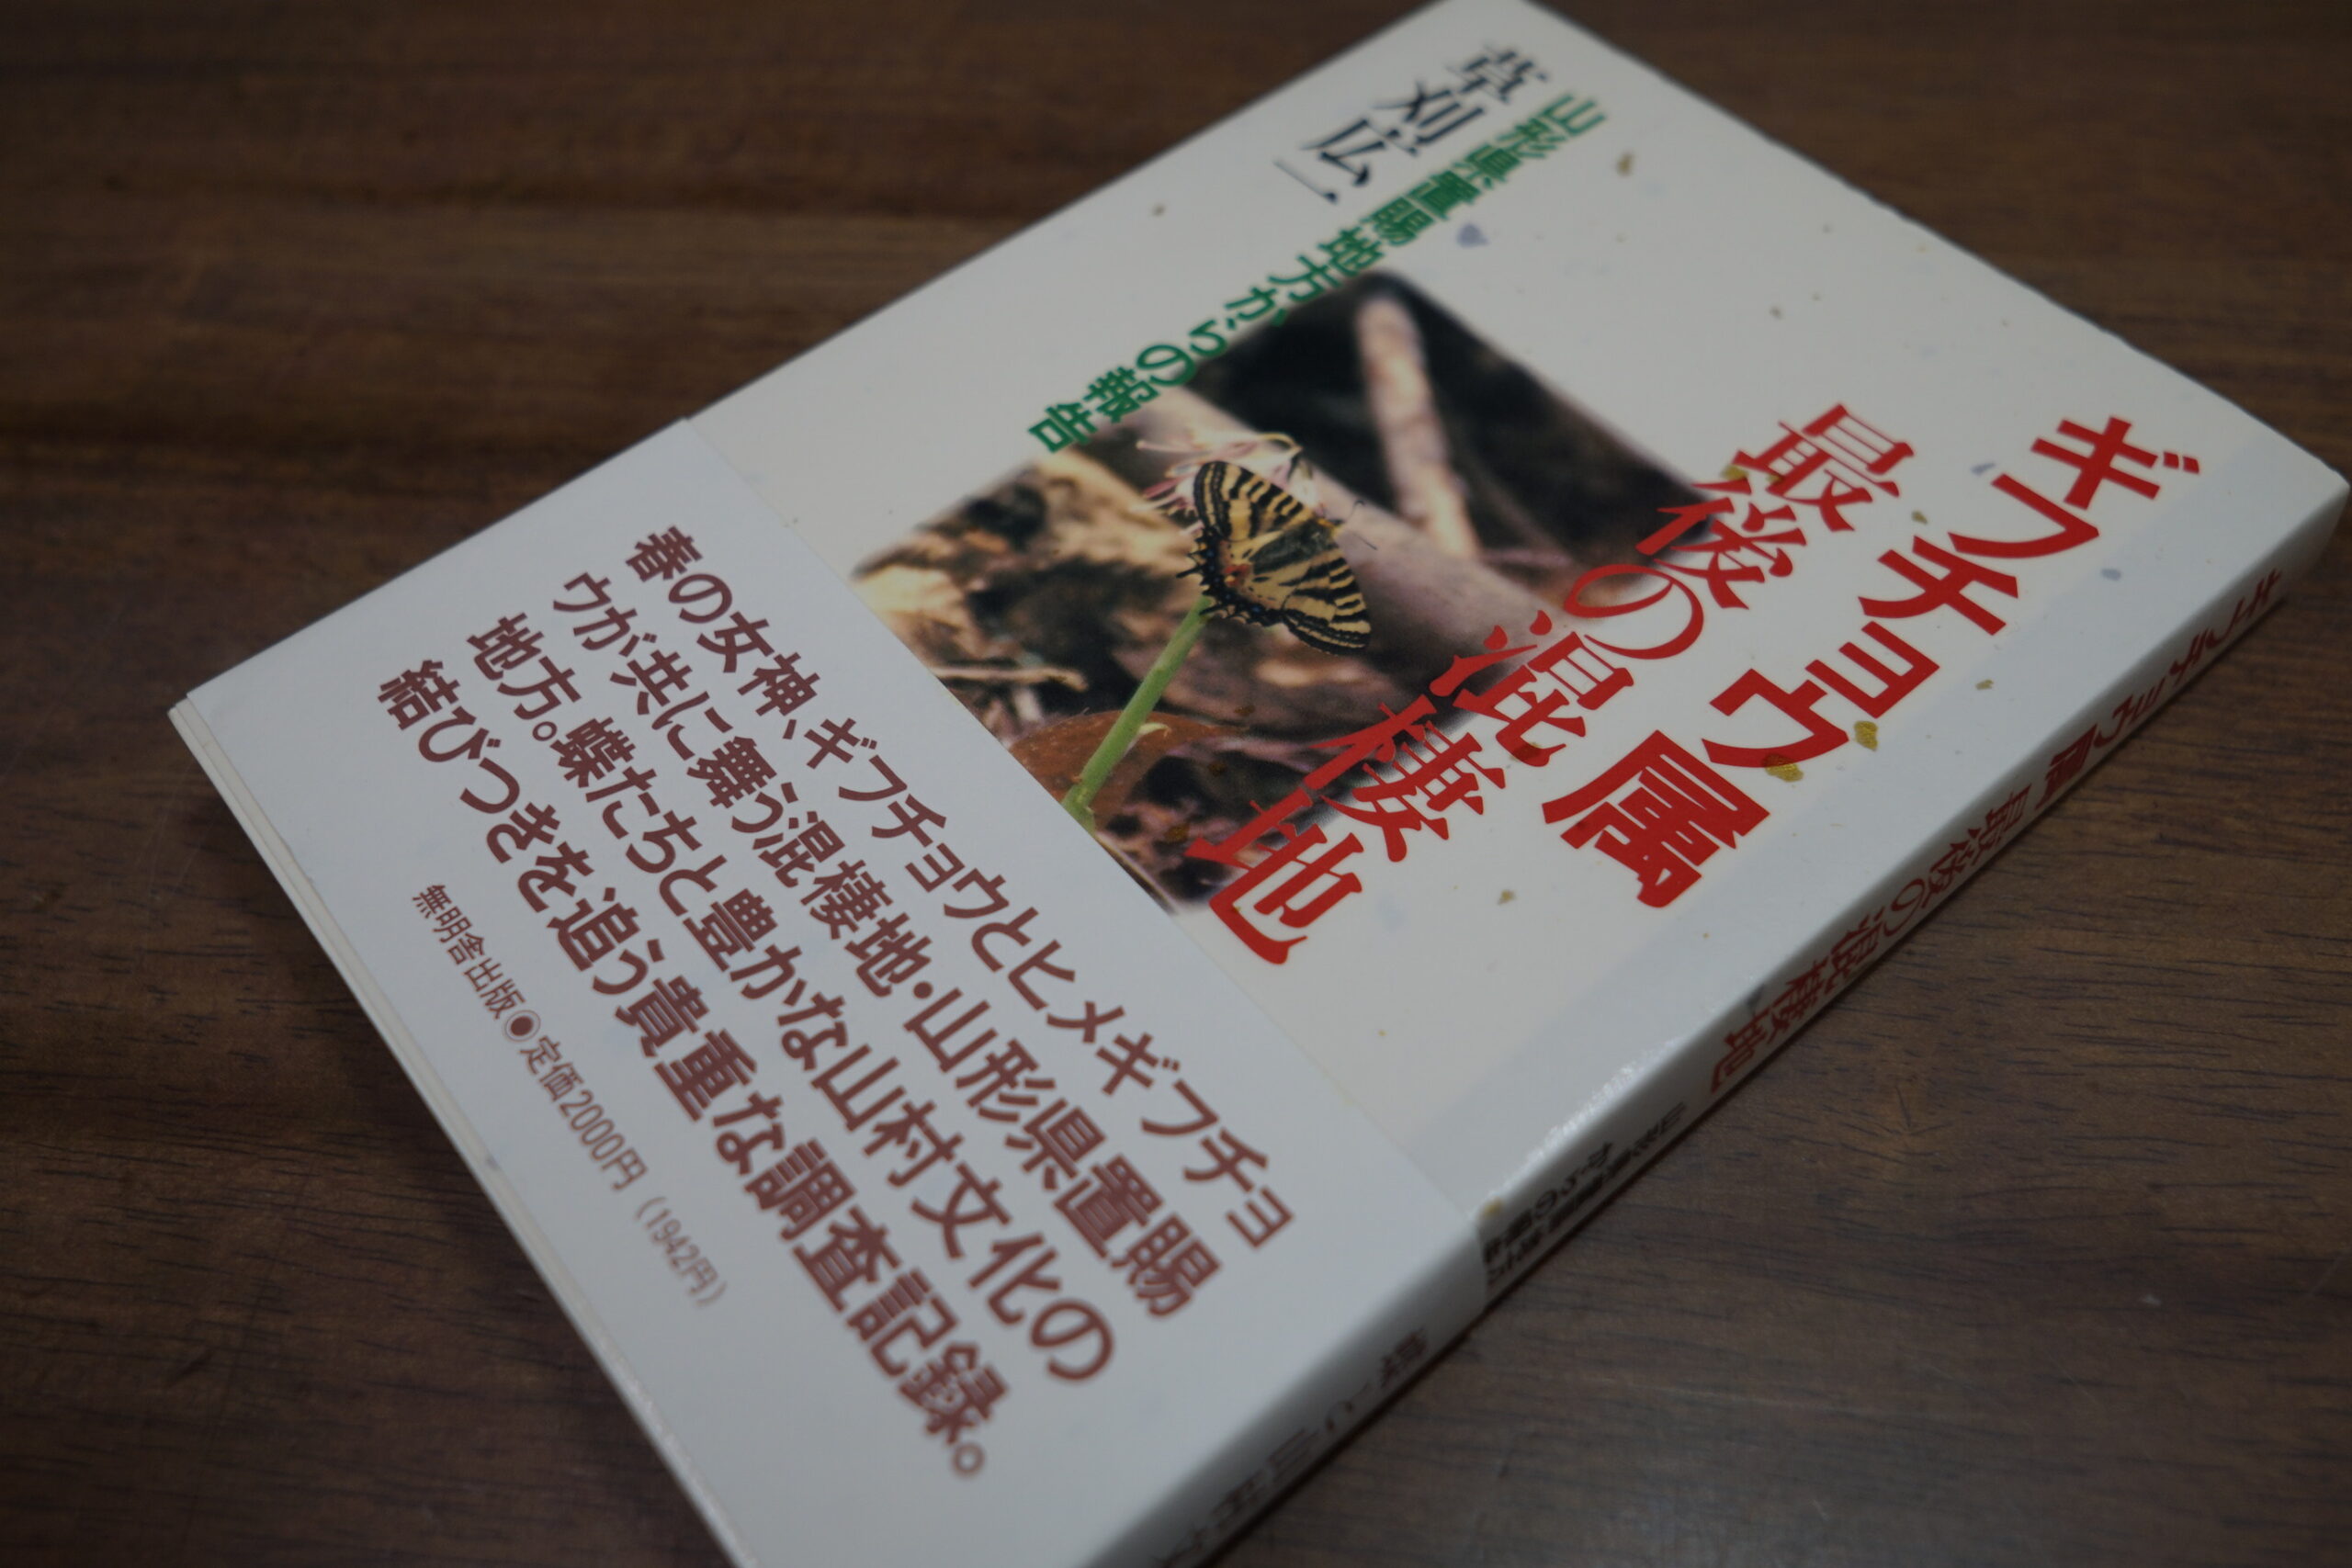 ギフチョウ属
最後の混棲地
山形県置賜地方からの報告
草刈広一
春の女神、ギフチョウとヒメギフチョ
ウが共に舞う混棲地・山形県置賜
地方。蝶たちと豊かな山村文化の
結びつきを追う貴重な調査記録。
無明舎出版◉定価2000円(1942円)
ギフチョウ属 最後の混棲地